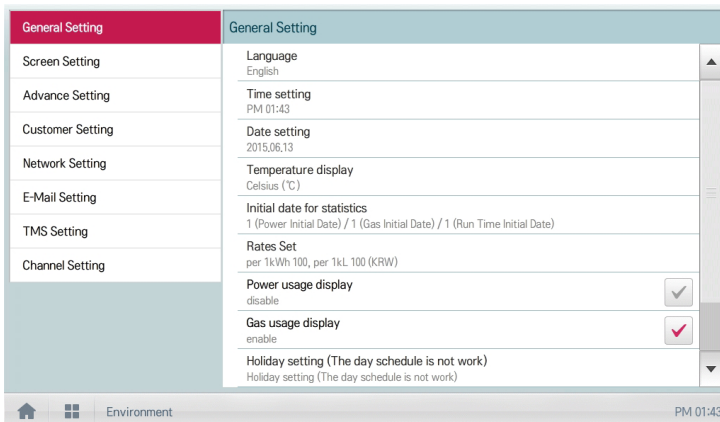 General Setting
Screen Setting
Advance Setting
Customer Setting
Network Setting
E-Mail Setting
TMS Setting
Channel Setting
General Setting
Language
English
Time setting
PM 01:43
Date setting
2015.06.13
Temperature display
Celsius (℃)
Initial date for statistics
1 (Power Initial Date) / 1 (Gas Initial Date) / 1 (Run Time Initial Date)
Rates Set
per 1kWh 100, per 1kL 100 (KRW)
Power usage display
disable
Gas usage display
enable
Holiday setting (The day schedule is not work)
Holiday setting (The day schedule is not work)
Environment
PM 01:43